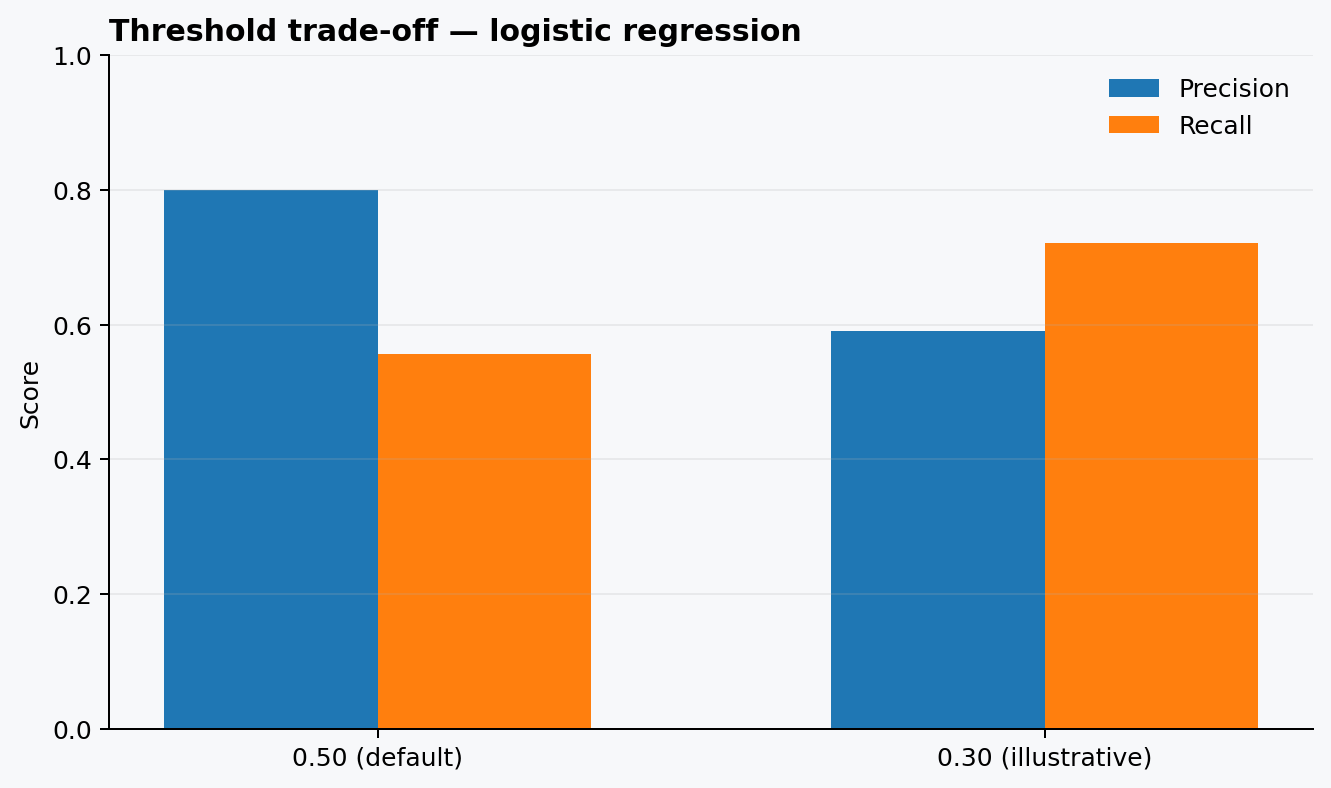 Threshold trade-off — logistic regression
1.0
0.8
0.6
0.4
0.2
0.0
Score
Precision
Recall
0.50 (default)
0.30 (illustrative)